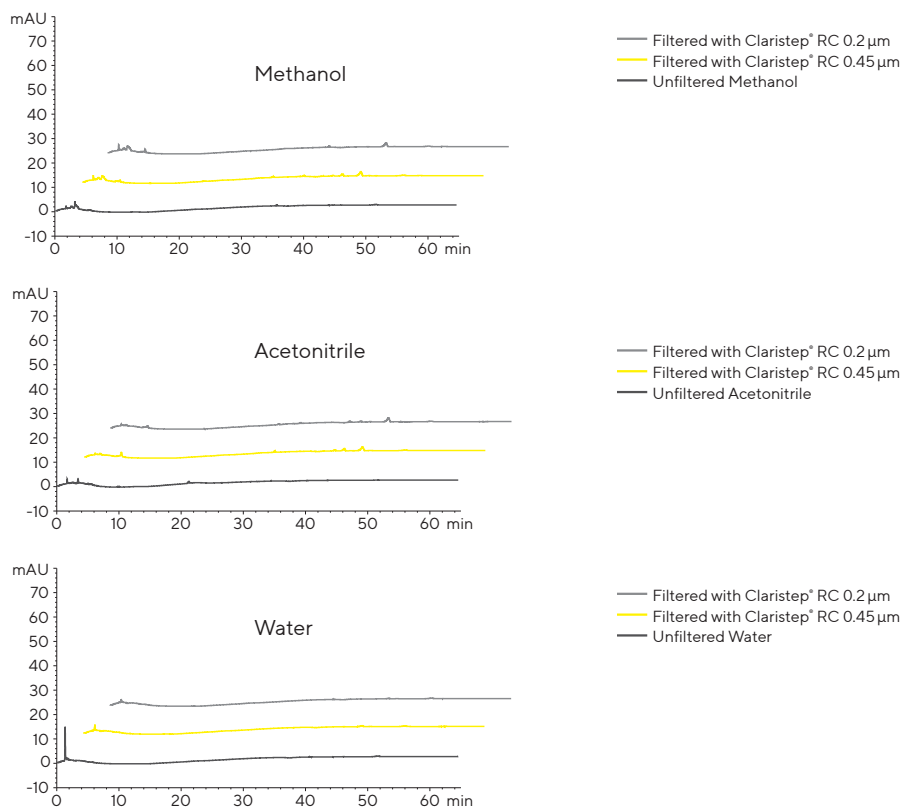 mAU
70
60
Methanol
50
40
30
20
10
0
-10
0 10 20 30 40 50 60 min
Filtered with Claristep® RC 0.2 µm
Filtered with Claristep® RC 0.45 µm
Unfiltered Methanol
mAU
70
60
Acetonitrile
50
40
30
20
10
0
-10
0 10 20 30 40 50 60 min
Filtered with Claristep® RC 0.2 µm
Filtered with Claristep® RC 0.45 µm
Unfiltered Acetonitrile
mAU
70
60
Water
50
40
30
20
10
0
-10
0 10 20 30 40 50 60 min
Filtered with Claristep® RC 0.2 µm
Filtered with Claristep® RC 0.45 µm
Unfiltered Water